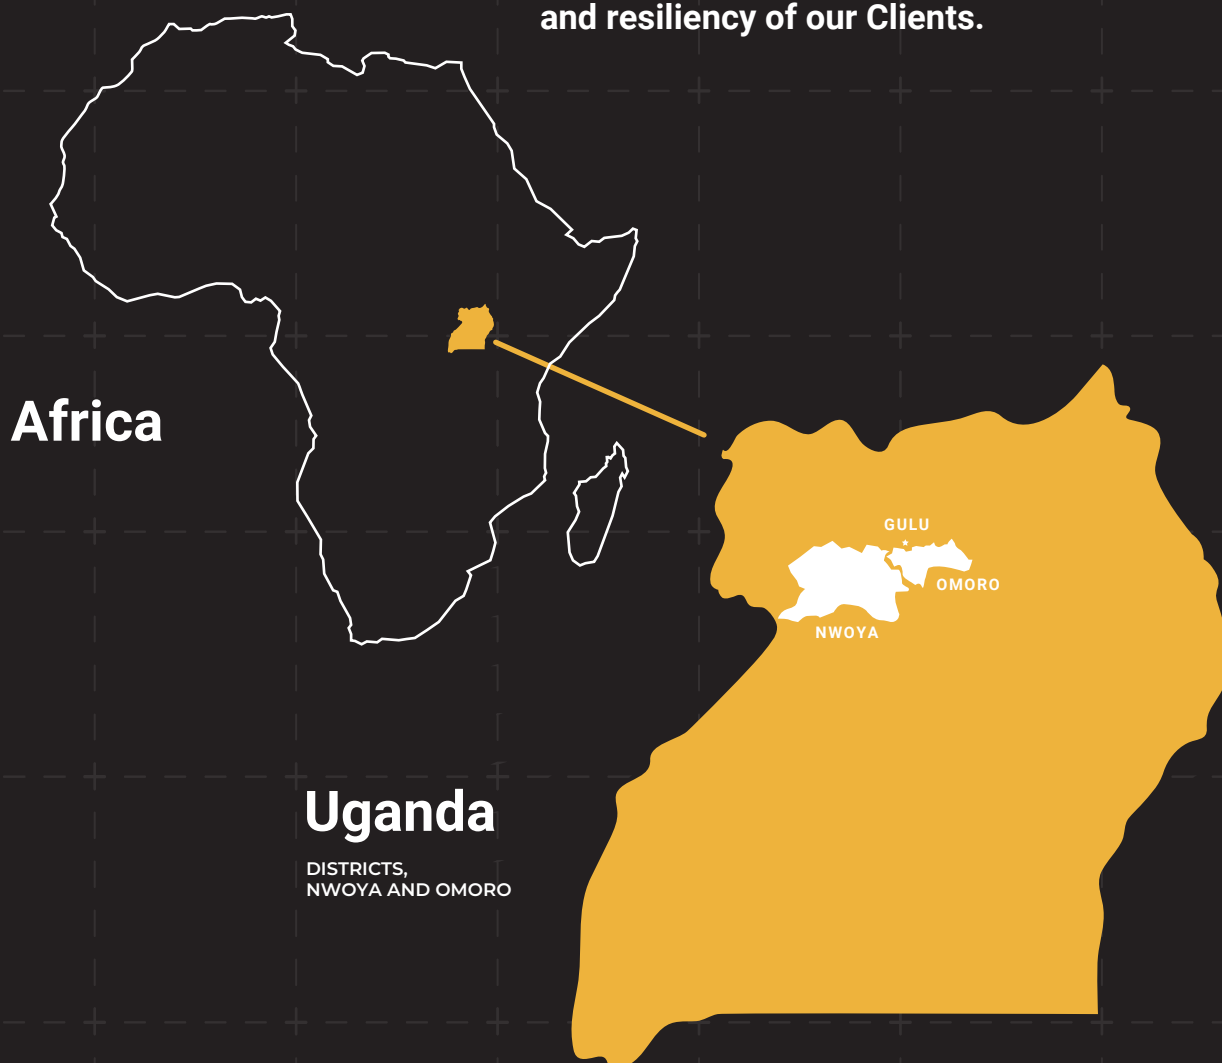 and resiliency of our Clients.
Africa
GULU
OMORO
NWOYA
Uganda
DISTRICTS,
NWOYA AND OMORO